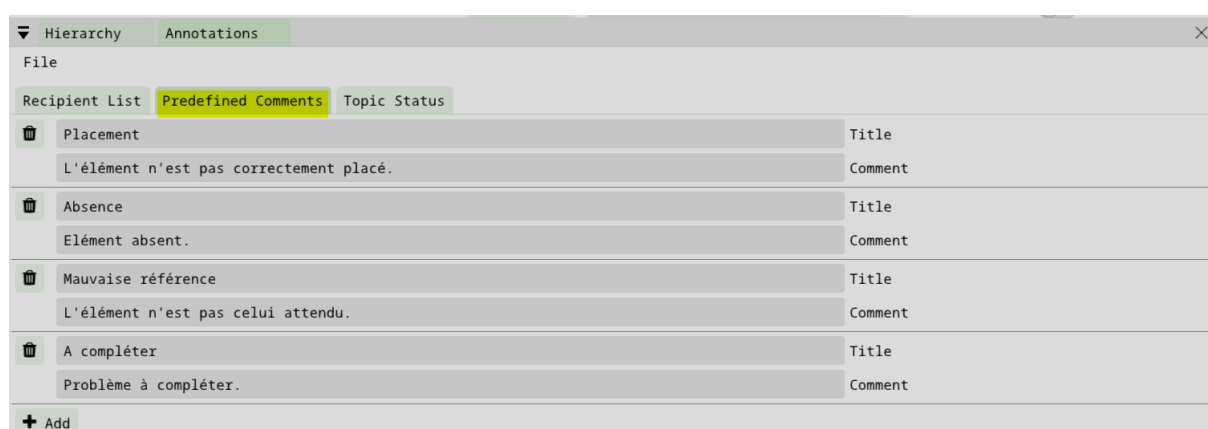 Hierarchy Annotations
File
Recipient List Predefined Comments Topic Status
Placement Title
L'élément n'est pas correctement placé. Comment
Absence Title
Elément absent. Comment
Mauvaise référence Title
L'élément n'est pas celui attendu. Comment
A compléter Title
Problème à compléter. Comment
Add